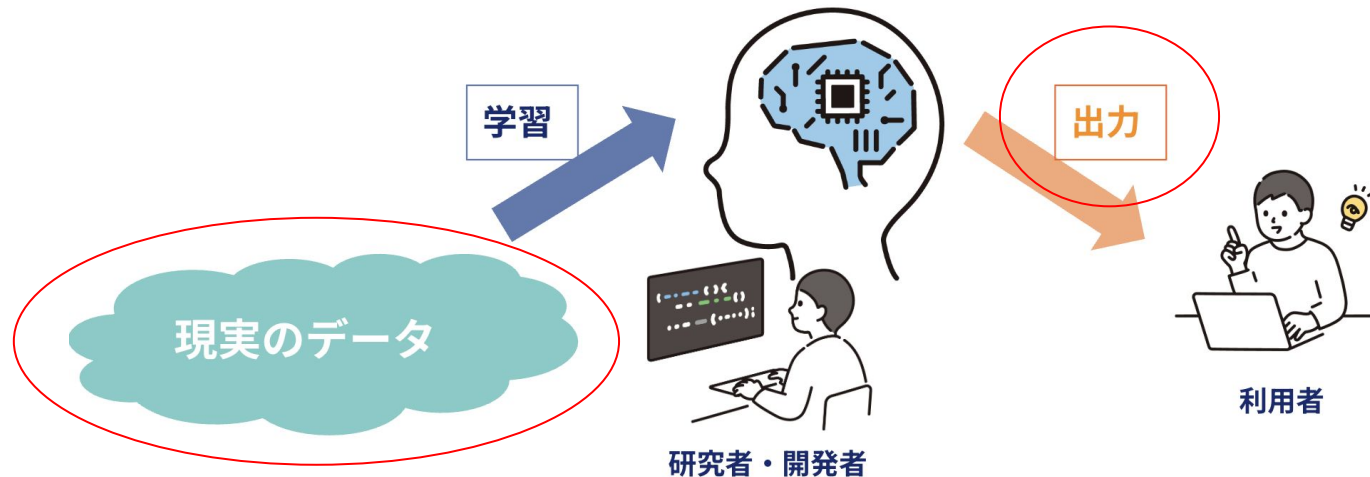 学習
出力
現実のデータ
利用者
研究者・開発者